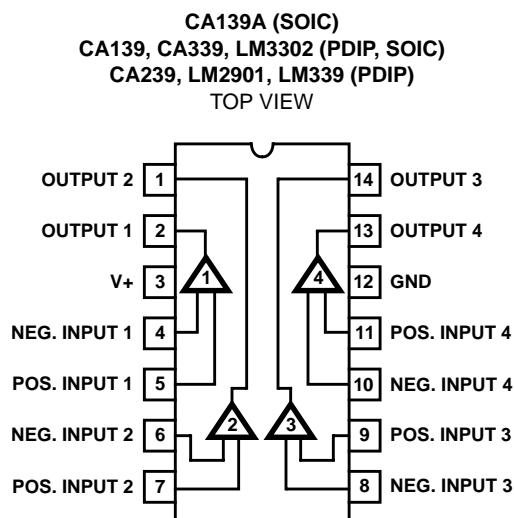 CA139A (SOIC)
CA139, CA339, LM3302 (PDIP, SOIC)
CA239, LM2901, LM339 (PDIP)
TOP VIEW
OUTPUT 2 1 14 OUTPUT 3
OUTPUT 1 2 13 OUTPUT 4
V+ 3 1 4 12 GND
NEG. INPUT 1 4 11 POS. INPUT 4
POS. INPUT 1 5 10 NEG. INPUT 4
NEG. INPUT 2 6 2 3 9 POS. INPUT 3
POS. INPUT 2 7 8 NEG. INPUT 3